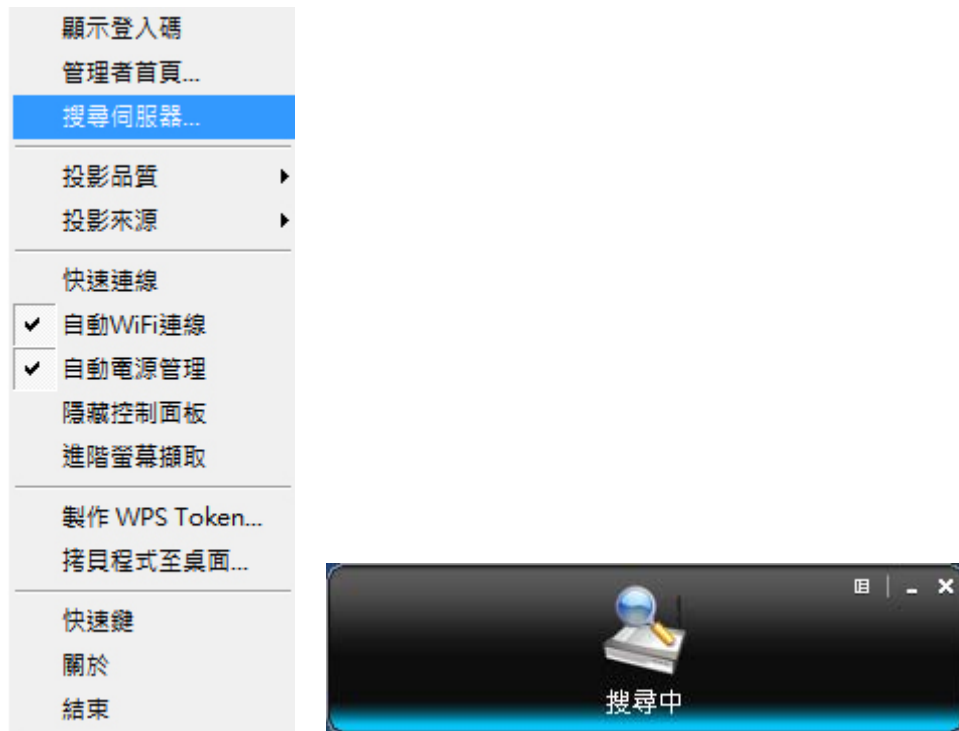 顯示登入碼
管理者首頁...
搜尋伺服器...
投影品質
投影來源
快速連線
自動WiFi連線
自動電源管理
隱藏控制面板
進階螢幕擷取
製作 WPS Token...
拷貝程式至桌面...
快速鍵
關於
結束
搜尋中